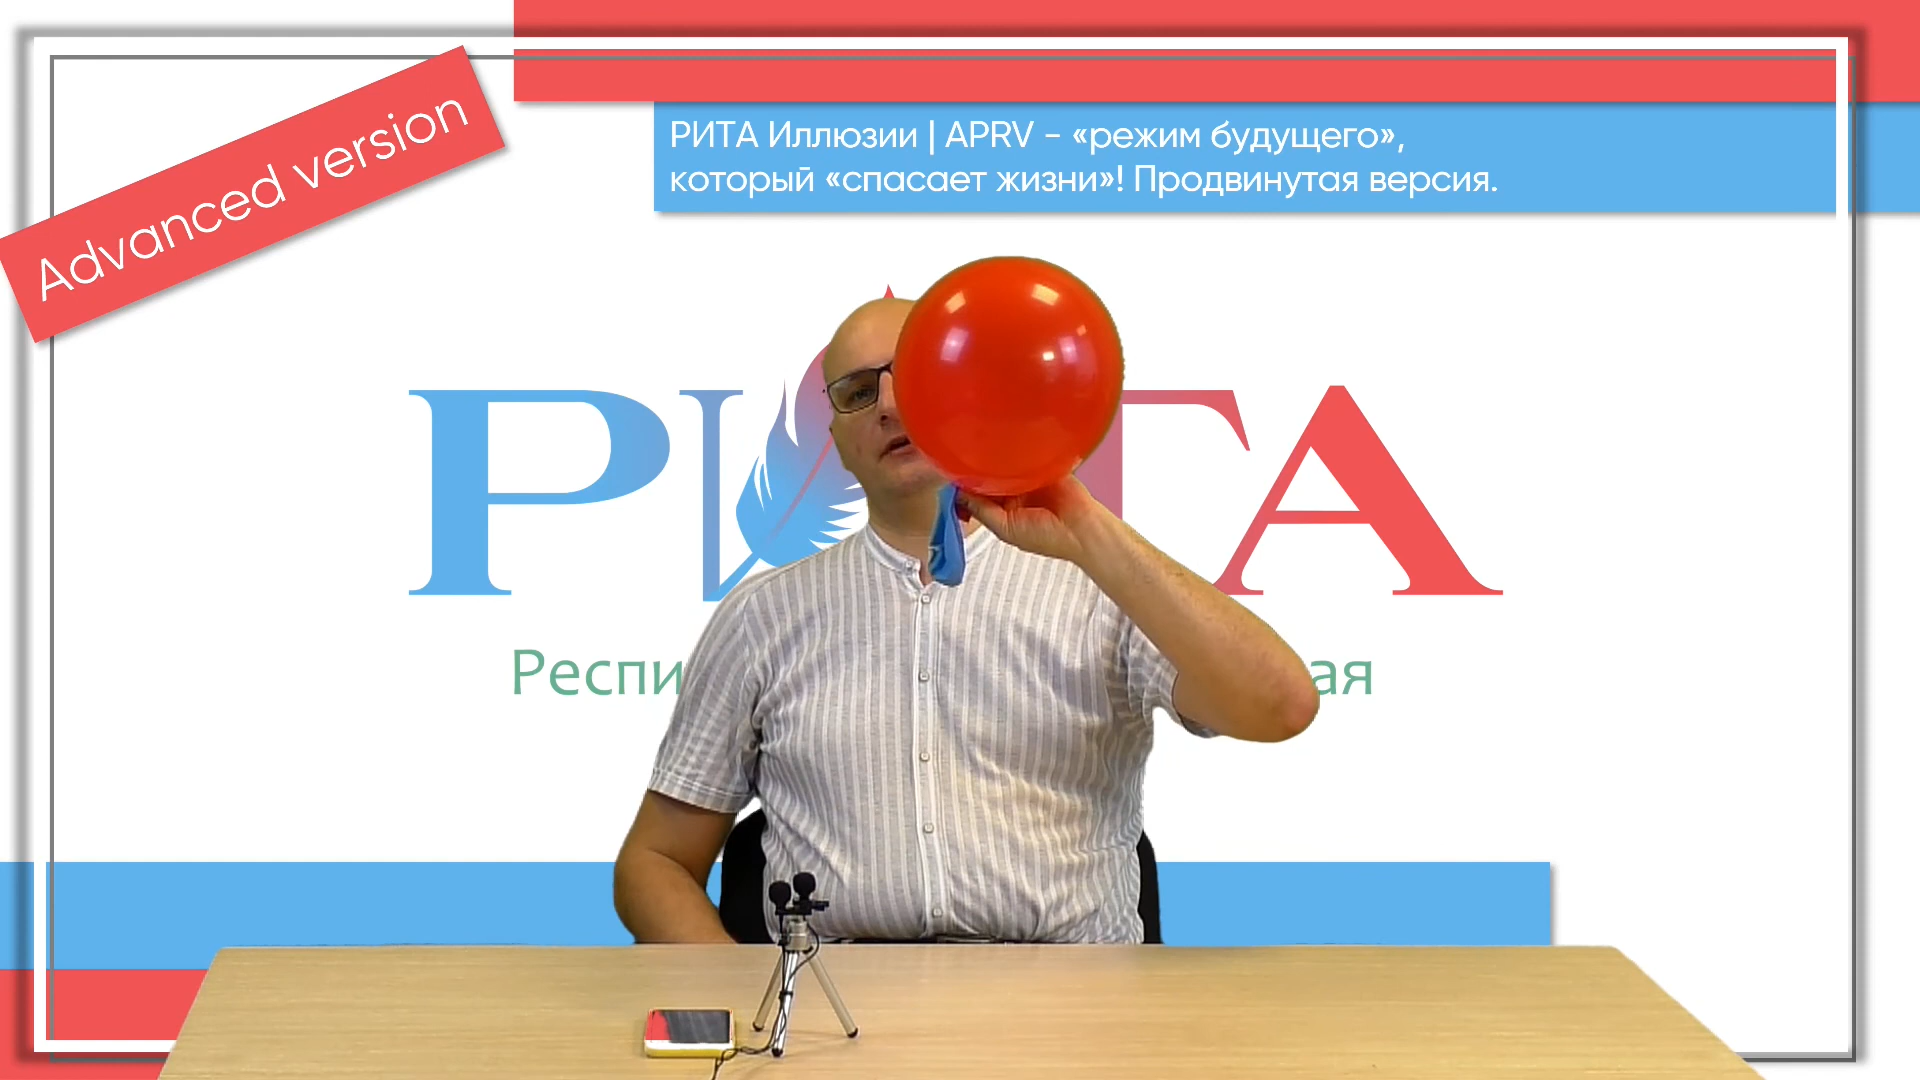 Advanced version
РИТА Иллюзии | APRV - «режим будущего»,
который «спасает жизни»! Продвинутая версия.
РИТА